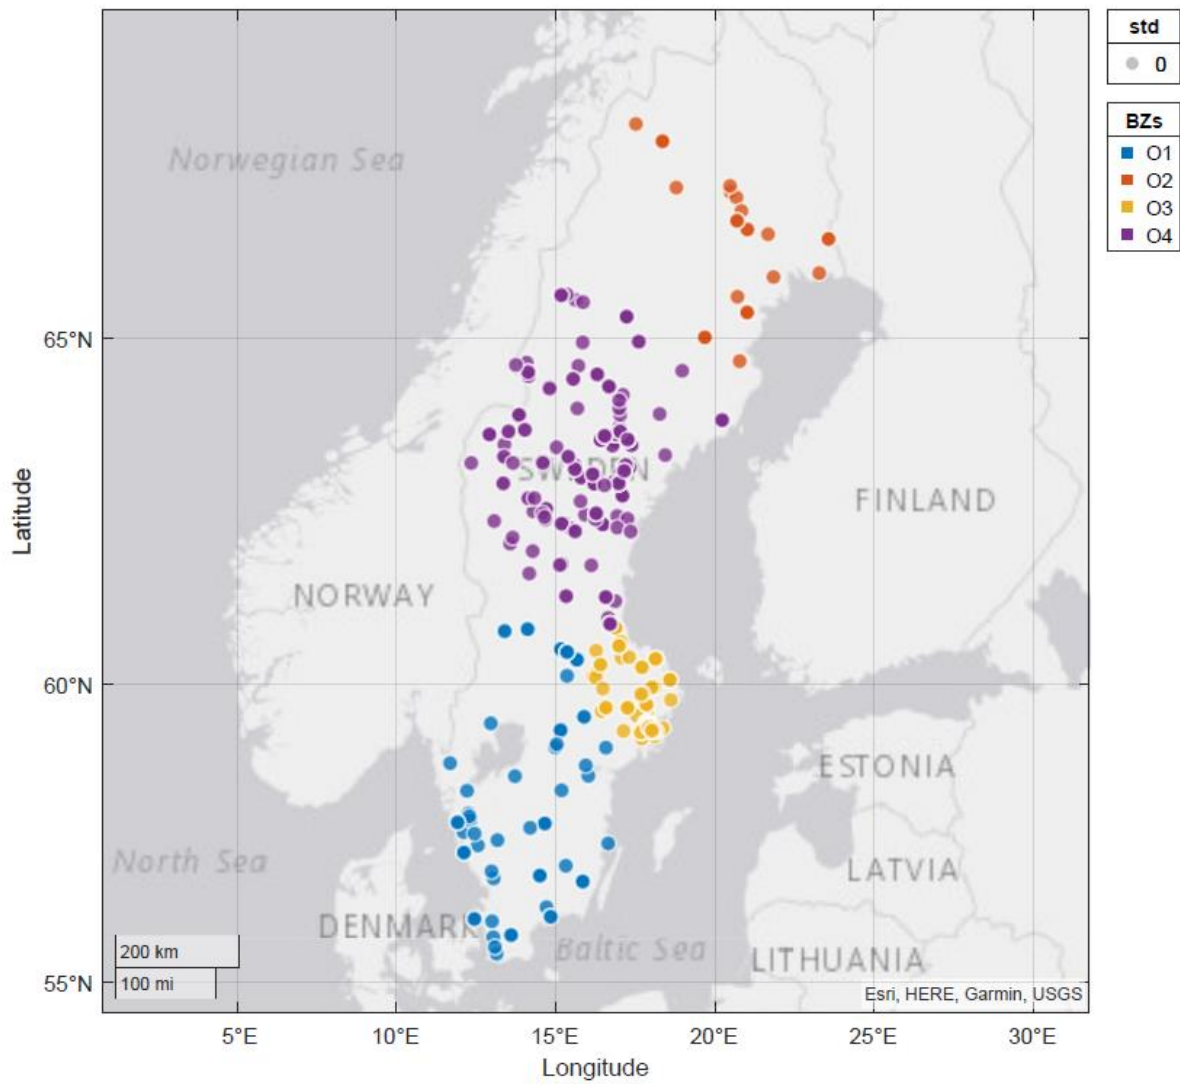 std
0
BZs
O1
O2
O3
O4
Norwegian Sea
65°N
SWEDEN
FINLAND
NORWAY
60°N
ESTONIA
North Sea
LATVIA
DENMARK
Baltic Sea
LITHUANIA
200 km
100 mi
55°N
Esri, HERE, Garmin, USGS
5°E 10°E 15°E 20°E 25°E 30°E
Longitude
Latitude